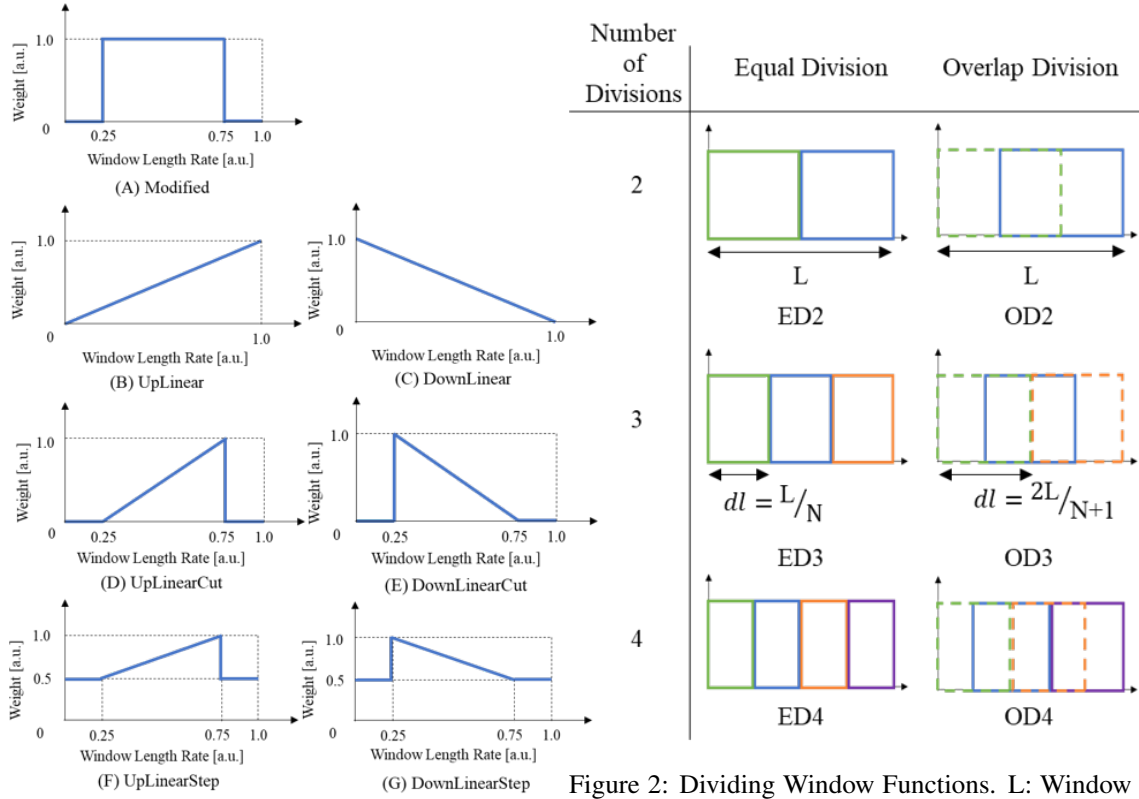 Weight [a.u.]
1.0
0
0.25
0.75
1.0
Window Length Rate [a.u.]
(A) Modified
Weight [a.u.]
1.0
0
1.0
Window Length Rate [a.u.]
(B) UpLinear
Weight [a.u.]
1.0
0
1.0
Window Length Rate [a.u.]
(C) DownLinear
Weight [a.u.]
1.0
0
0.25
0.75
1.0
Window Length Rate [a.u.]
(D) UpLinearCut
Weight [a.u.]
1.0
0
0.25
0.75
1.0
Window Length Rate [a.u.]
(E) DownLinearCut
Weight [a.u.]
1.0
0.5
0
0.25
0.75
1.0
Window Length Rate [a.u.]
(F) UpLinearStep
Weight [a.u.]
1.0
0.5
0
0.25
0.75
1.0
Window Length Rate [a.u.]
(G) DownLinearStep
Number
of
Divisions
Equal Division
Overlap Division
2
L
ED2
L
OD2
3
dl = L/N
ED3
dl = 2L/N+1
OD3
4
ED4
OD4
Figure 2: Dividing Window Functions. L: Window